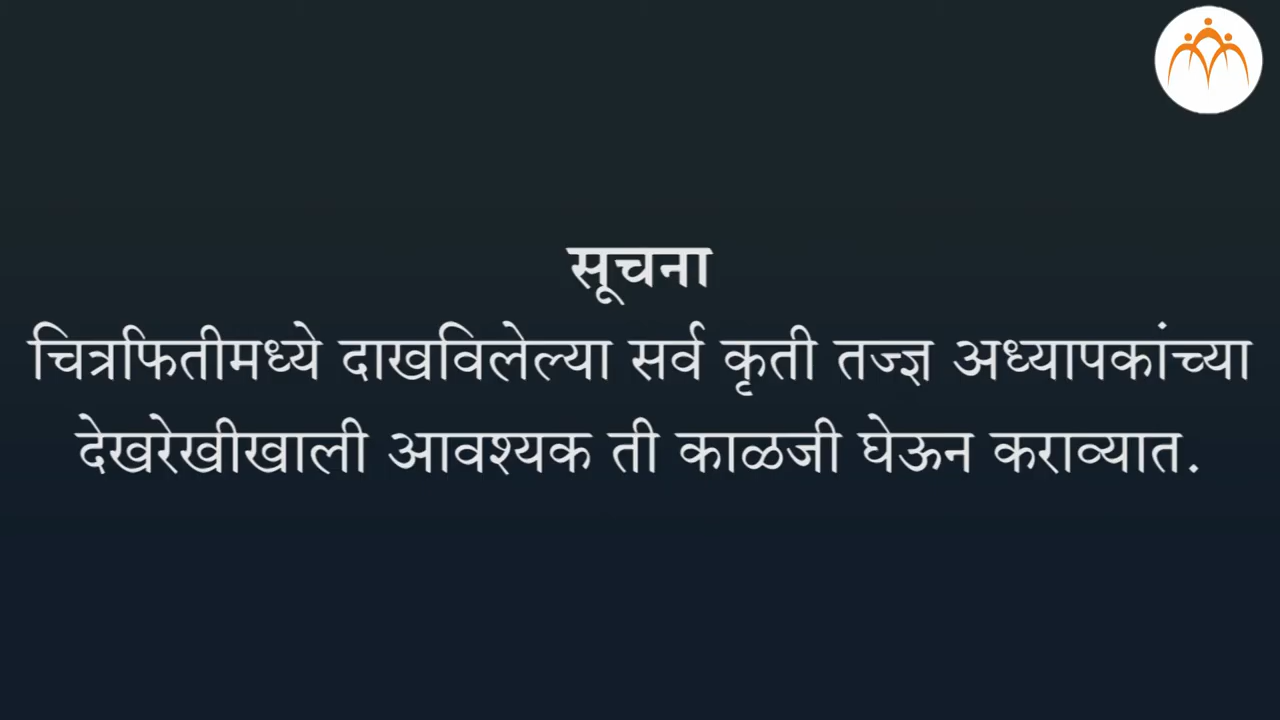 सूचना
चित्रफितीमध्ये दाखविलेल्या सर्व कृती तज्ज्ञ अध्यापकांच्या
देखरेखीखाली आवश्यक ती काळजी घेऊन कराव्यात.